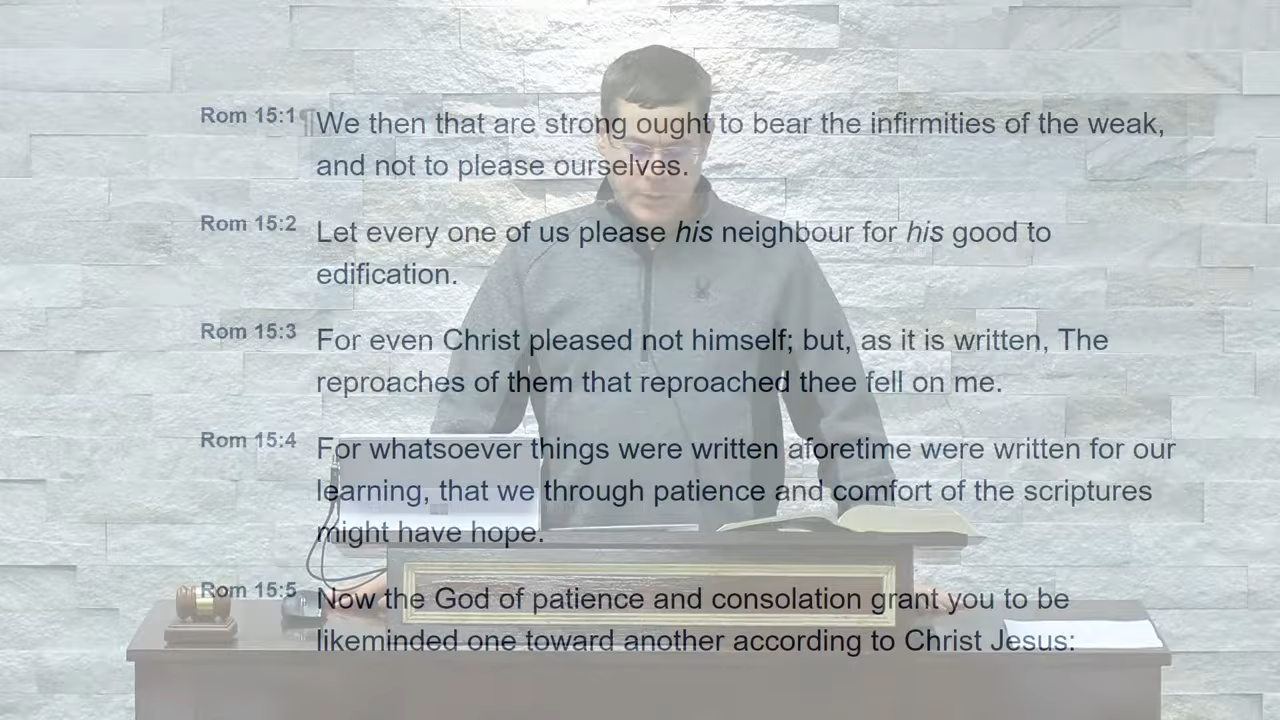 Rom 15:1 ¶We then that are strong ought to bear the infirmities of the weak,
and not to please ourselves.
Rom 15:2 Let every one of us please his neighbour for his good to
edification.
Rom 15:3 For even Christ pleased not himself; but, as it is written, The
reproaches of them that reproached thee fell on me.
Rom 15:4 For whatsoever things were written aforetime were written for our
learning, that we through patience and comfort of the scriptures
might have hope.
Rom 15:5 Now the God of patience and consolation grant you to be
likeminded one toward another according to Christ Jesus: